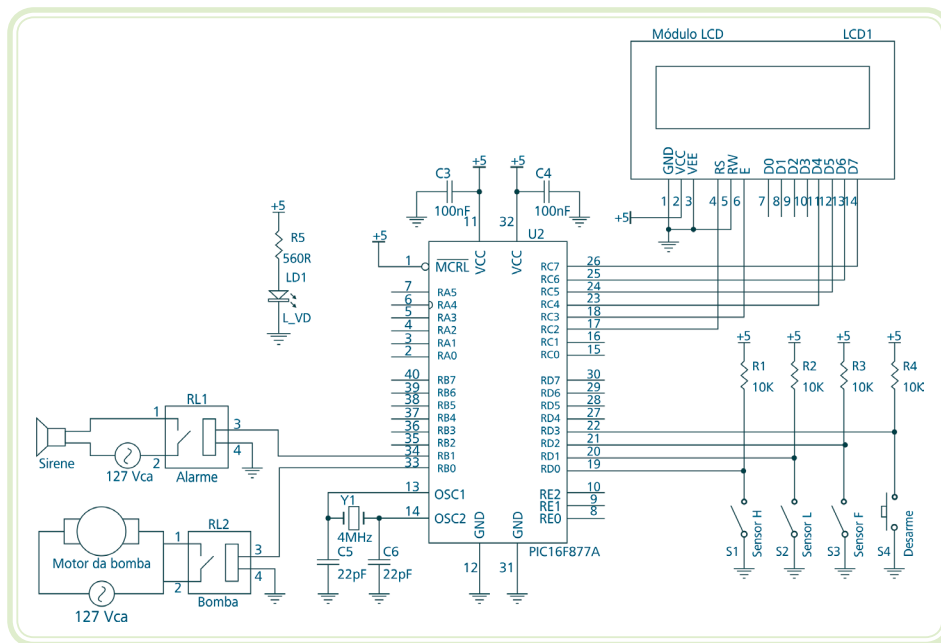 Módulo LCD LCD1
GND VCC VEE RS RW E D0 D1 D2 D3 D4 D5 D6 D7
1 2 3 4 5 6 7 8 9 10 11 12 13 14
+5
+5 +5
C3 C4
100nF 100nF
11 32
U2
+5
R5
560R
LD1
L_VD
+5
1 MCRL VCC VCC
7 RA5
6 RA4
5 RA3
4 RA2
3 RA1
2 RA0
40 RB7
39 RB6
38 RB5
37 RB4
36 RB3
35 RB2
34 RB1
33 RB0
13 OSC1
14 OSC2
GND GND
12 31
RC7 26
RC6 25
RC5 24
RC4 23
RC3 18
RC2 17
RC1 16
RC0 15
RD7 30
RD6 29
RD5 28
RD4 27
RD3 22
RD2 21
RD1 20
RD0 19
RE2 10
RE1 9
RE0 8
PIC16F877A
+5 +5 +5 +5
R1 R2 R3 R4
10K 10K 10K 10K
S1 Sensor H
S2 Sensor L
S3 Sensor F
S4 Desarme
RL1
1 3
2 4
Sirene
127 Vca
Alarme
RL2
1 3
2 4
Motor da bomba
Bomba
127 Vca
Y1
4MHz
C5 C6
22pF 22pF